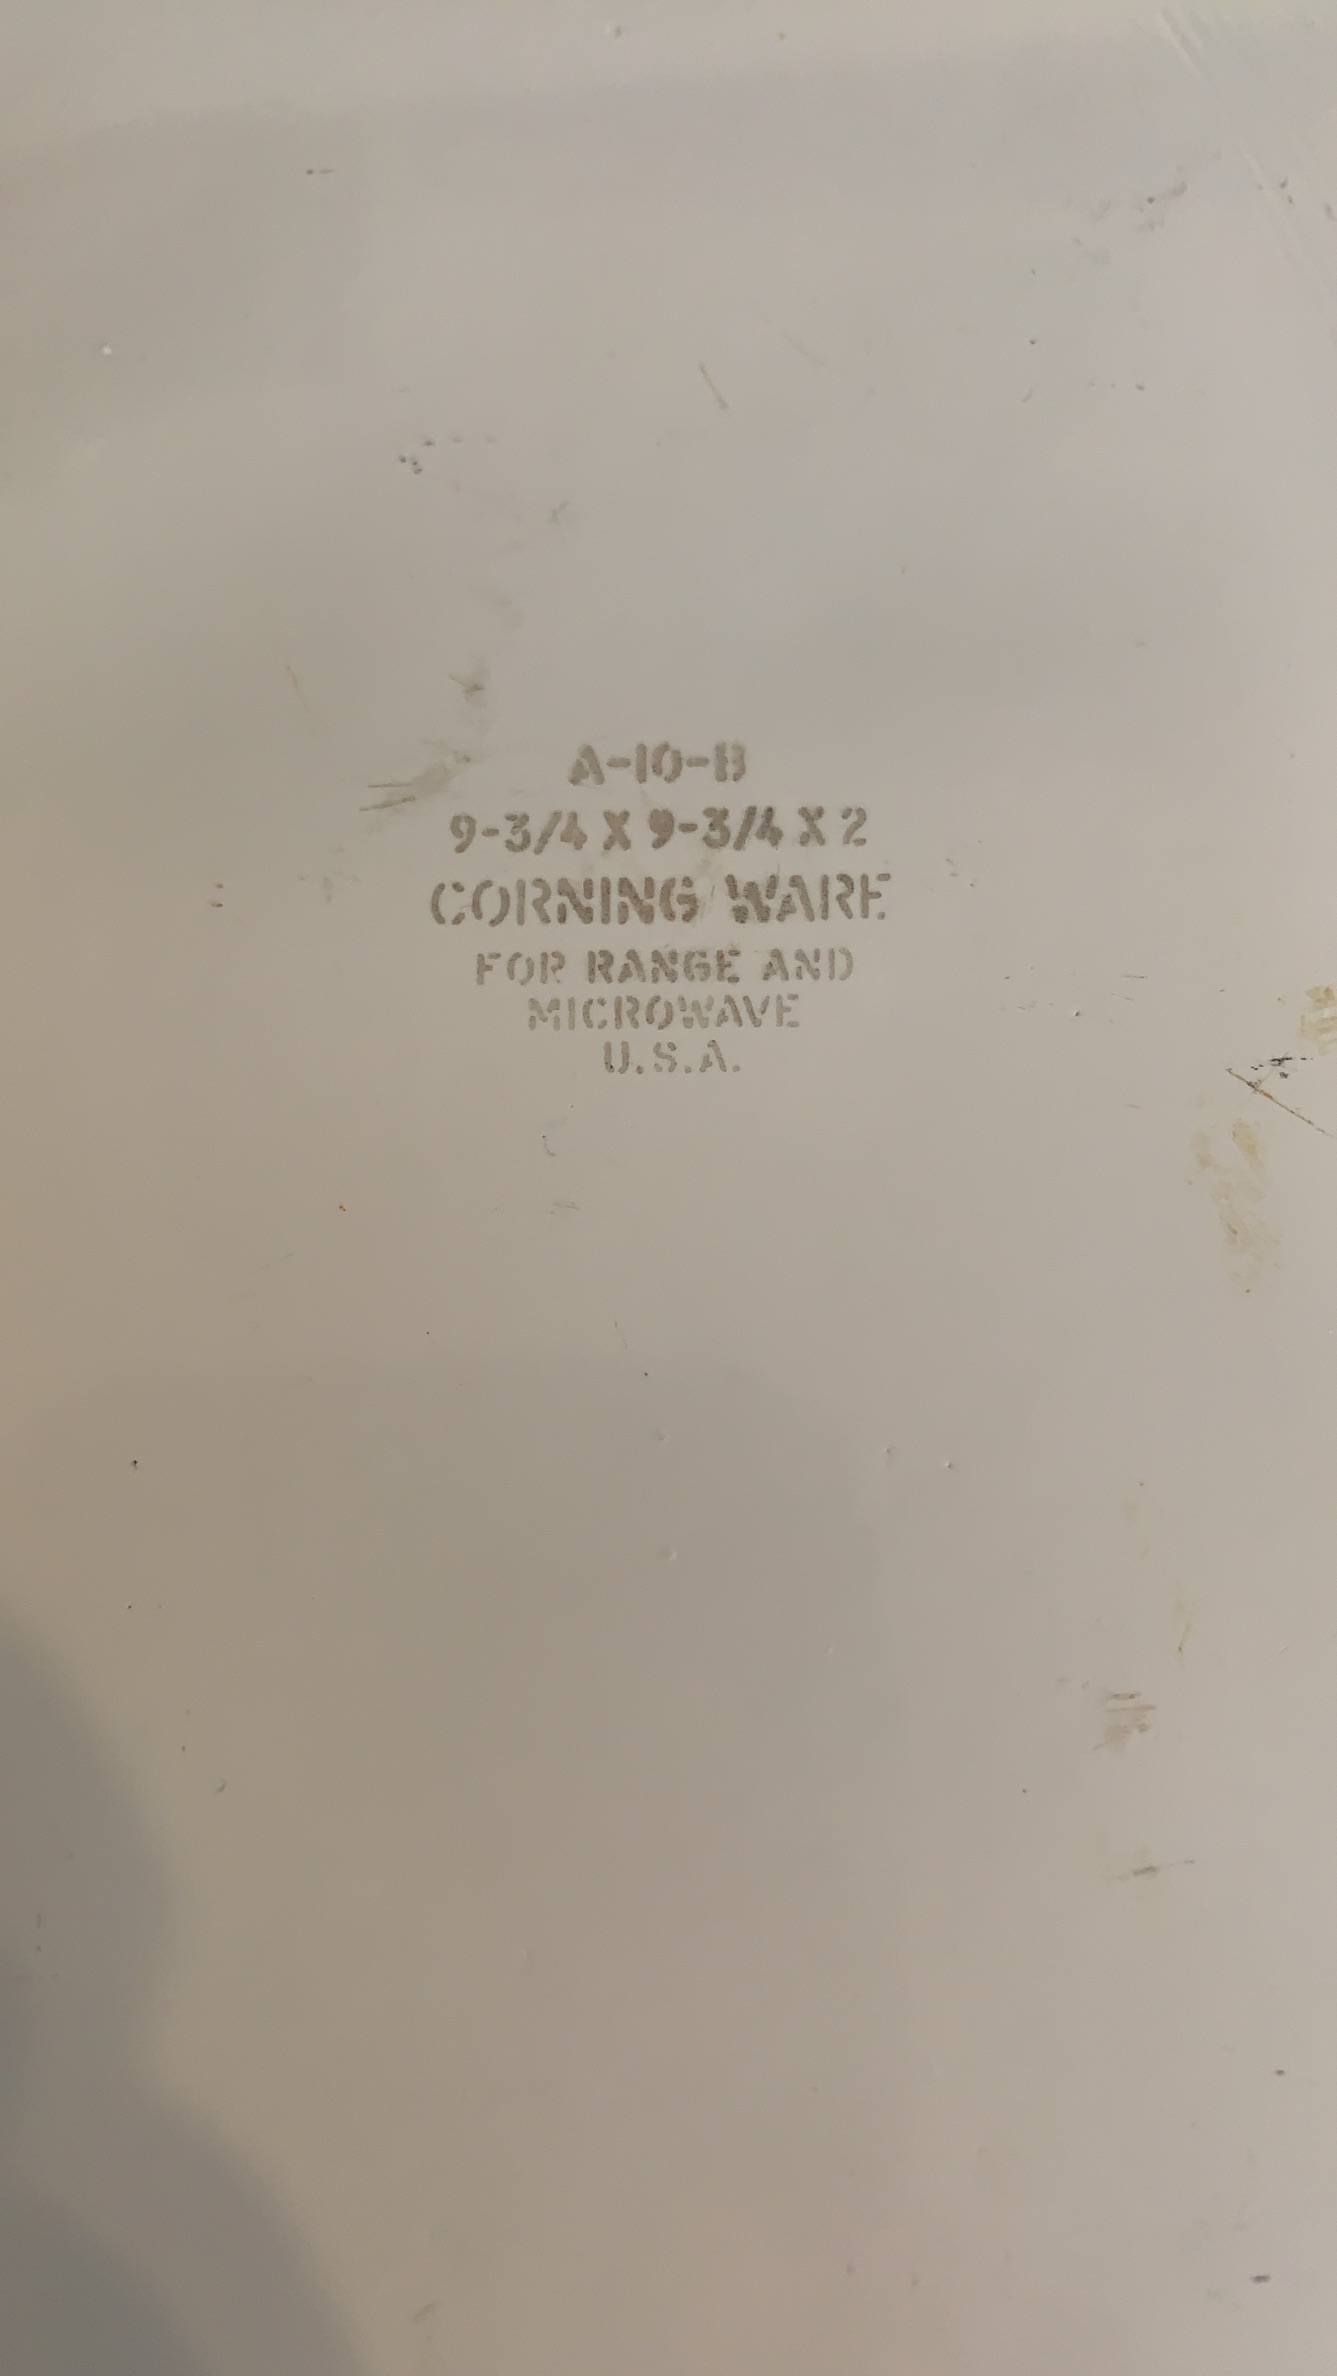 A-10-B
9-3/4 X 9-3/4 X 2
CORNING WARE
FOR RANGE AND
MICROWAVE
U.S.A.